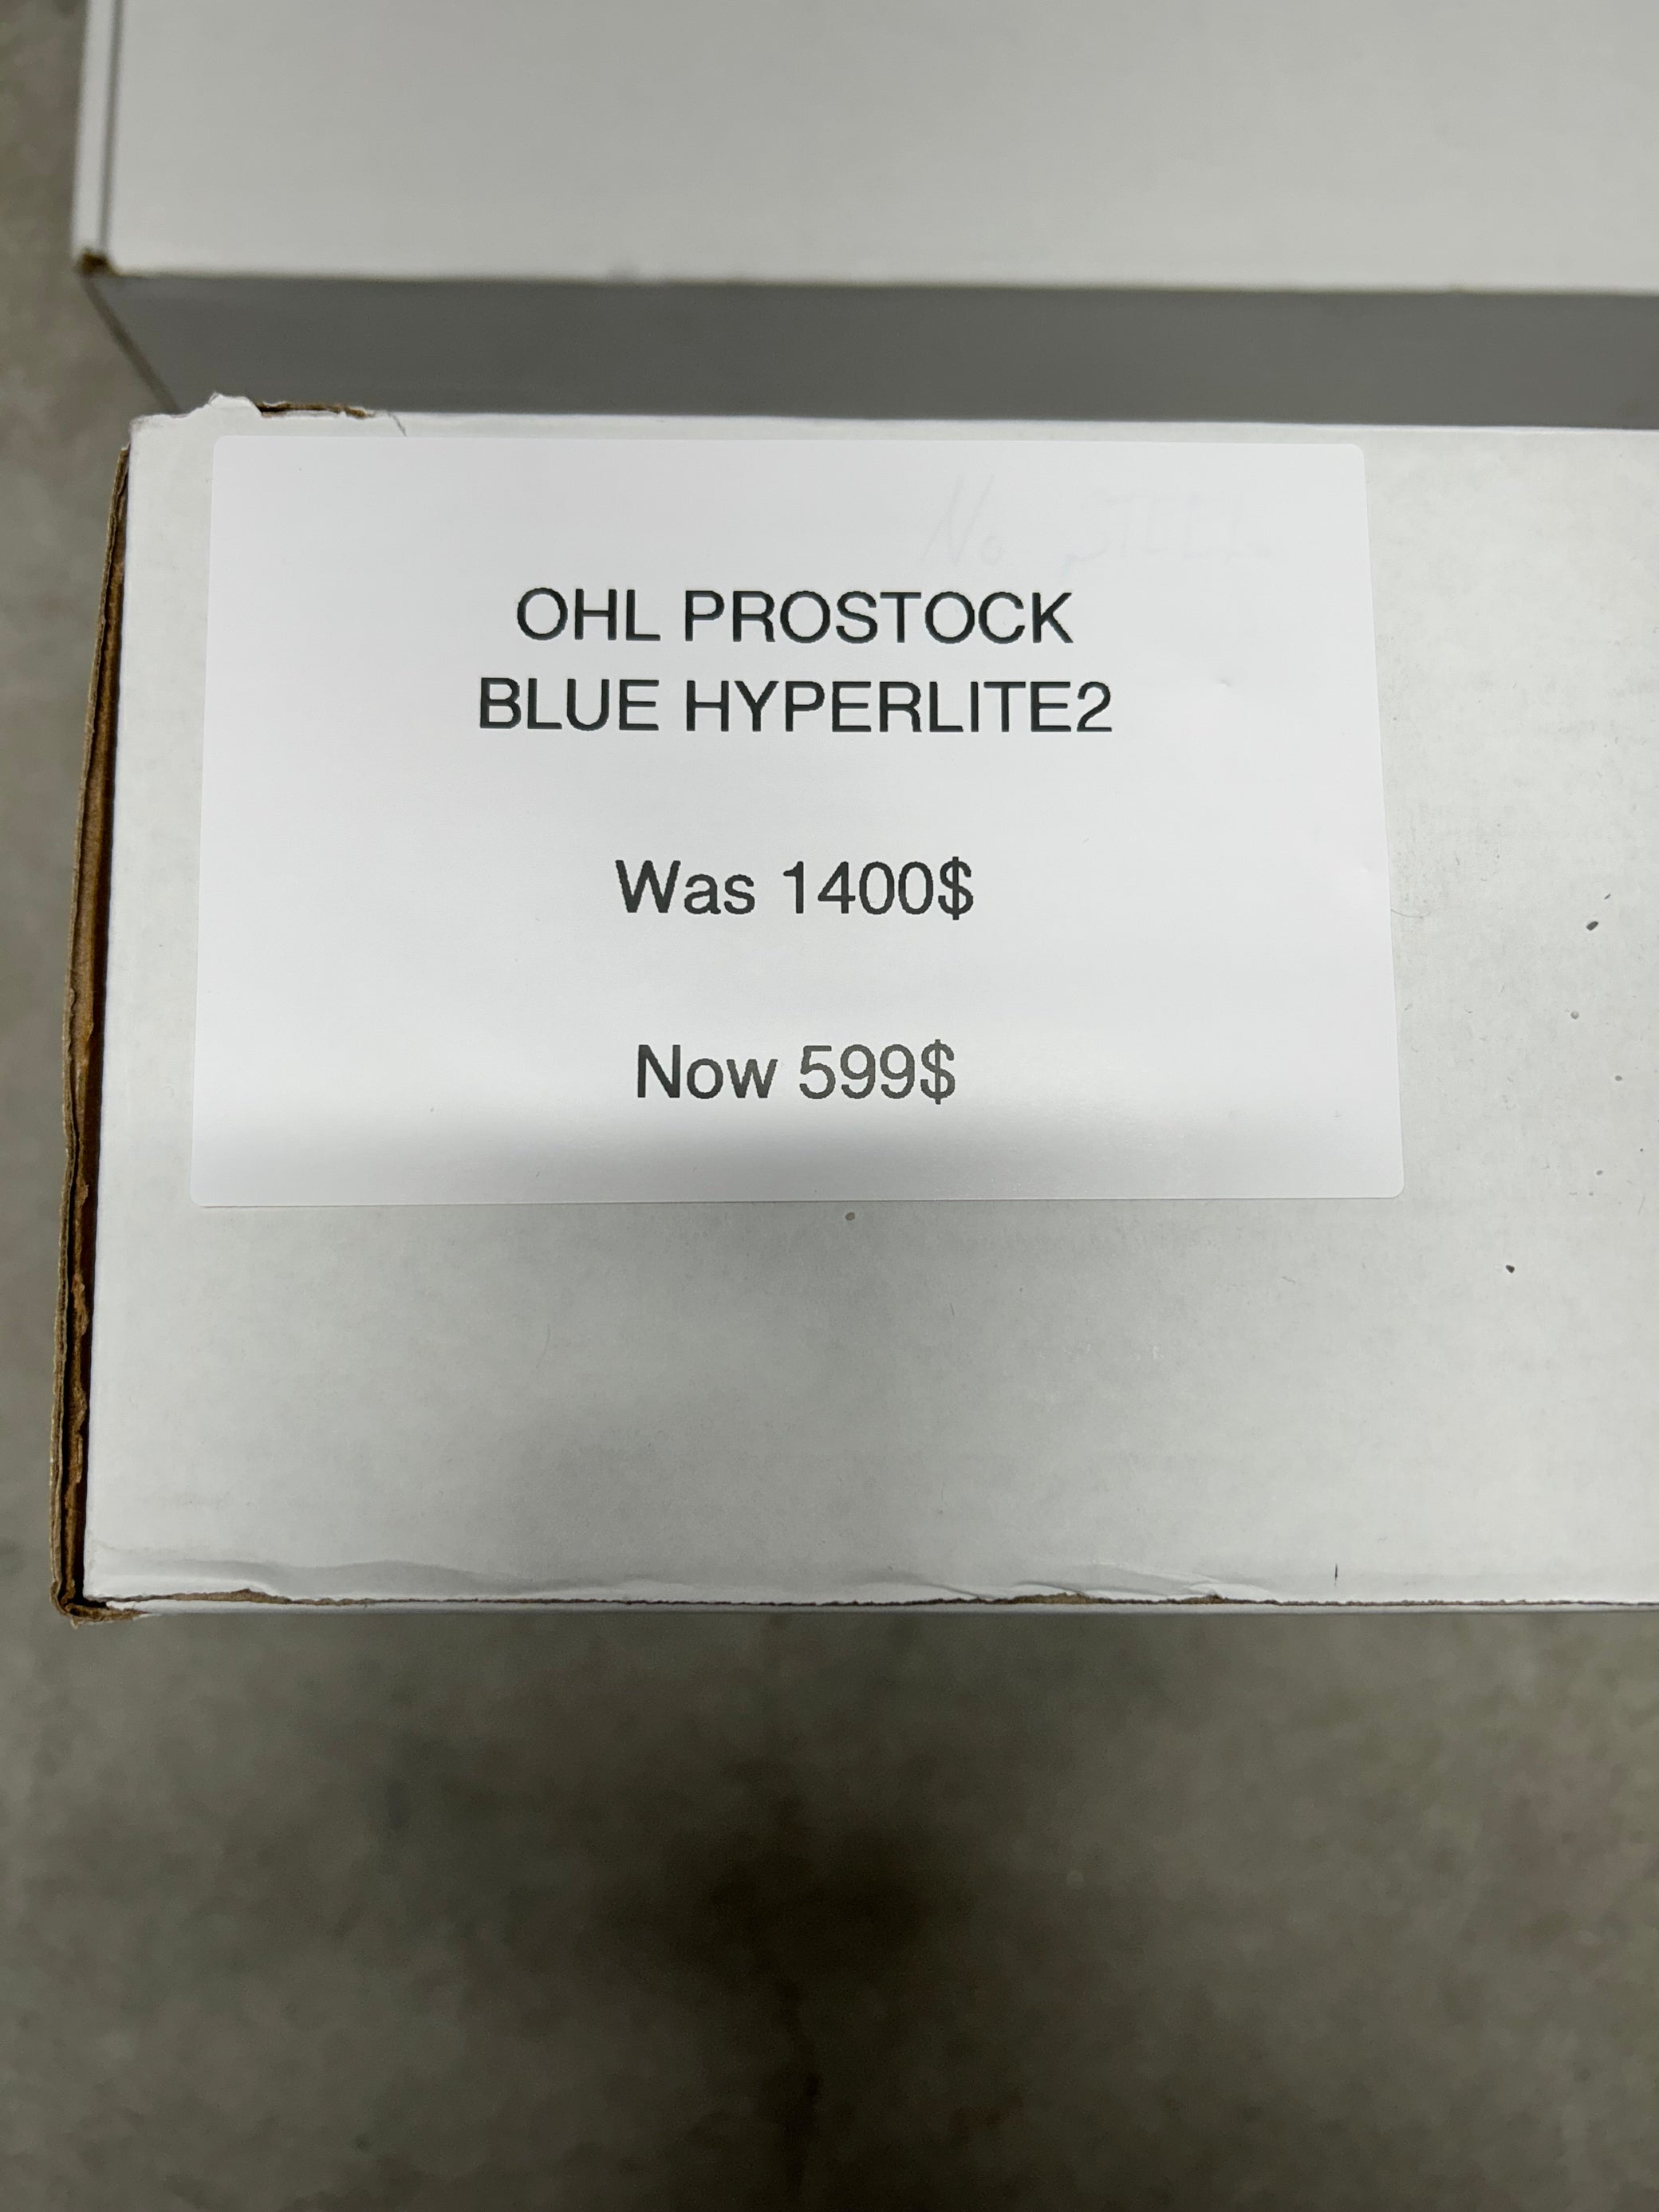 OHL PROSTOCK
BLUE HYPERLITE2
Was 1400$
Now 599$